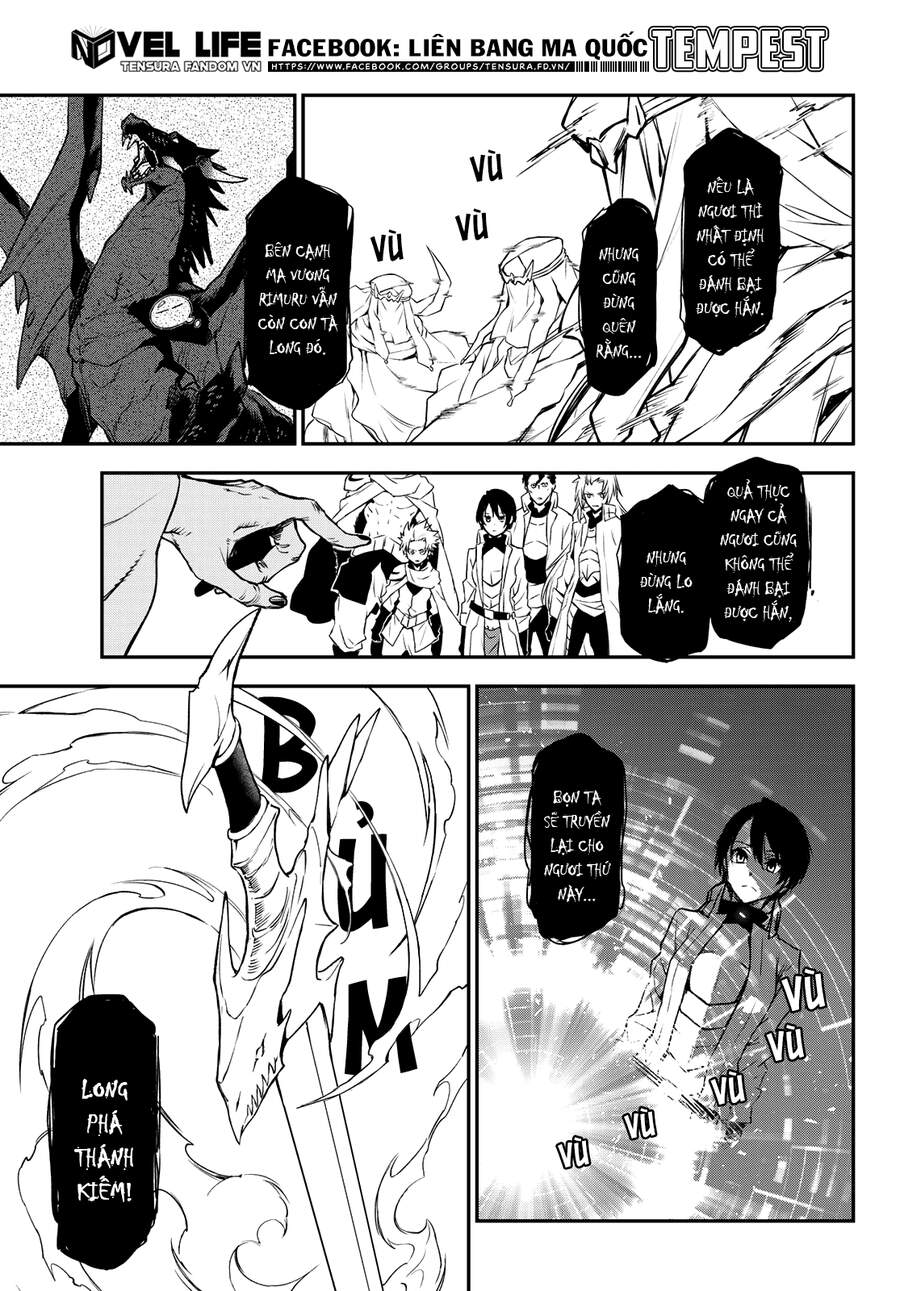 NOVEL LIFE
TENSURA FANDOM VN
FACEBOOK: LIÊN BANG MA QUỐC
HTTPS://WWW.FACEBOOK.COM/GROUPS/TENSURA.FD.VN/
TEMPEST
NẾU LÀ
NGƯƠI THÌ
NHẤT ĐỊNH
CÓ THỂ
ĐÁNH BẠI
ĐƯỢC HẮN.
NHƯNG
CŨNG
ĐỪNG
QUÊN
RẰNG...
VÙ
VÙ
VÙ
BÊN CẠNH
MA VƯƠNG
RIMURU VẪN
CÒN CON TÀ
LONG ĐÓ.
QUẢ THỰC
NGAY CẢ
NGƯƠI CŨNG
KHÔNG THỂ
ĐÁNH BẠI
ĐƯỢC HẮN,
NHƯNG
ĐỪNG LO
LẮNG.
BỌN TA
SẼ TRUYỀN
LẠI CHO
NGƯƠI THỨ
NÀY...
VÙ
VÙ
VÙ
VÙ
VÙ
BÙM
LONG
PHÁ
THÁNH
KIẾM!